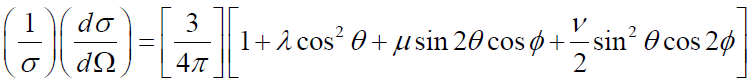 (1/σ)(dσ/dΩ) = [3/4π][1 + λ cos² θ + μ sin 2θ cos ϕ + ν/2 sin² θ cos 2ϕ]